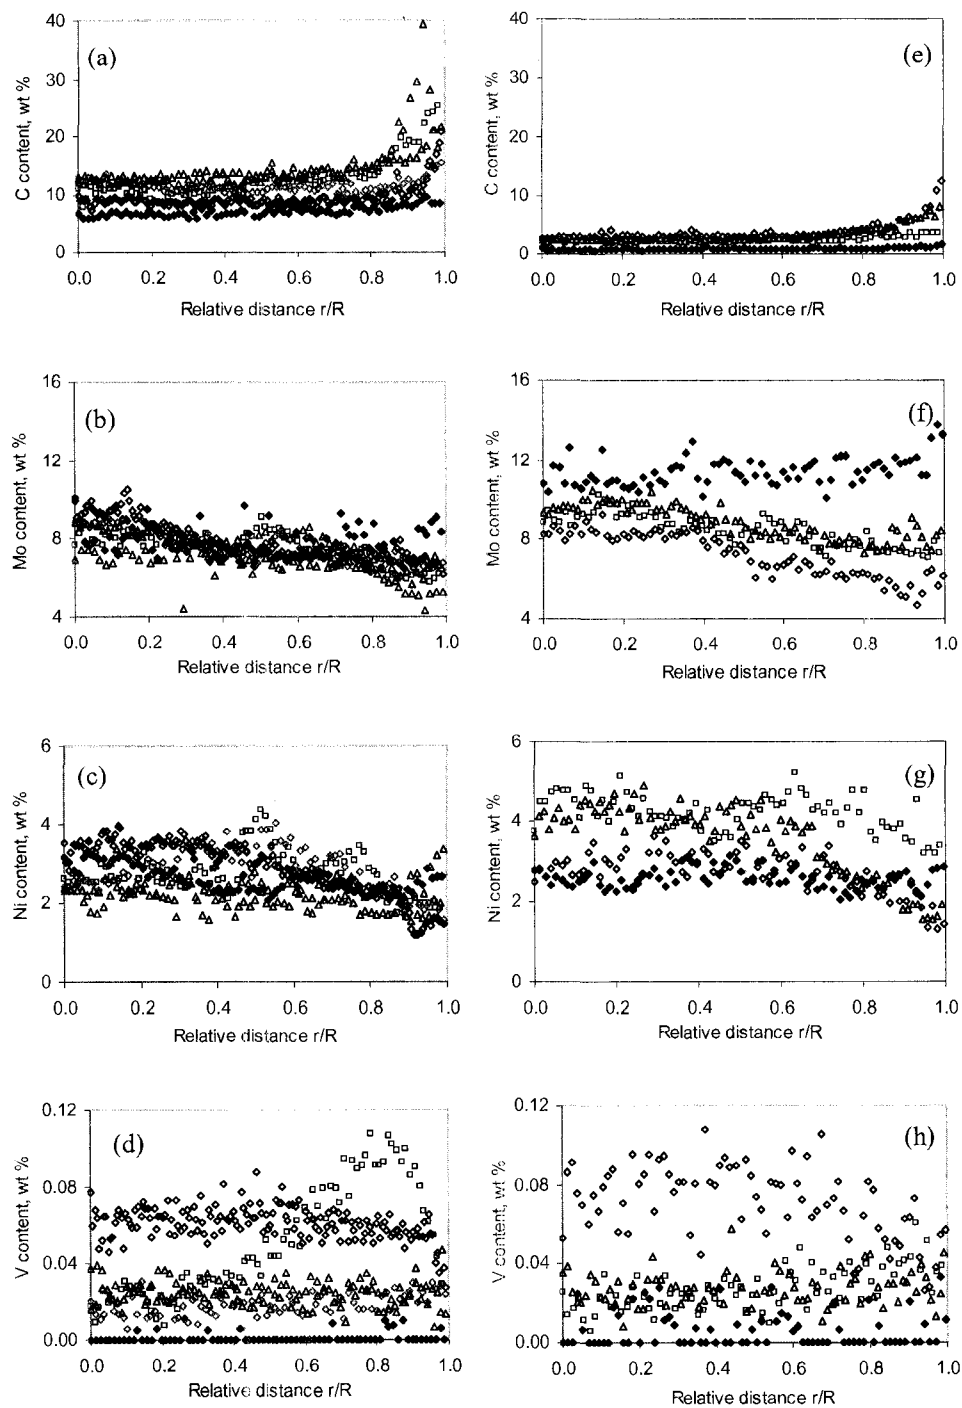 (a)
C content, wt %
40
30
20
10
0
0.0 0.2 0.4 0.6 0.8 1.0
Relative distance r/R
(e)
C content, wt %
40
30
20
10
0
0.0 0.2 0.4 0.6 0.8 1.0
Relative distance r/R
(b)
Mo content, wt %
16
12
8
4
0.0 0.2 0.4 0.6 0.8 1.0
Relative distance r/R
(f)
Mo content, wt %
16
12
8
4
0.0 0.2 0.4 0.6 0.8 1.0
Relative distance r/R
(c)
Ni content, wt %
6
4
2
0
0.0 0.2 0.4 0.6 0.8 1.0
Relative distance r/R
(g)
Ni content, wt %
6
4
2
0
0.0 0.2 0.4 0.6 0.8 1.0
Relative distance r/R
(d)
V content, wt %
0.12
0.08
0.04
0.00
0.0 0.2 0.4 0.6 0.8 1.0
Relative distance r/R
(h)
V content, wt %
0.12
0.08
0.04
0.00
0.0 0.2 0.4 0.6 0.8 1.0
Relative distance r/R